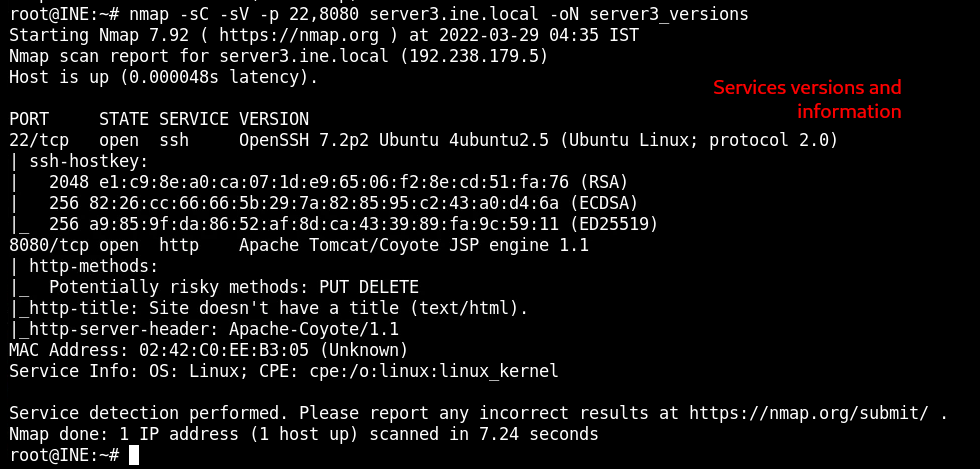 root@INE:~# nmap -sC -sV -p 22,8080 server3.ine.local -oN server3_versions
Starting Nmap 7.92 ( https://nmap.org ) at 2022-03-29 04:35 IST
Nmap scan report for server3.ine.local (192.238.179.5)
Host is up (0.000048s latency).
Services versions and
information
PORT     STATE SERVICE VERSION
22/tcp   open  ssh     OpenSSH 7.2p2 Ubuntu 4ubuntu2.5 (Ubuntu Linux; protocol 2.0)
| ssh-hostkey:
|   2048 e1:c9:8e:a0:ca:07:1d:e9:65:06:f2:8e:cd:51:fa:76 (RSA)
|   256 82:26:cc:66:66:5b:29:7a:82:85:95:c2:43:a0:d4:6a (ECDSA)
|_  256 a9:85:9f:da:86:52:af:8d:ca:43:39:89:fa:9c:59:11 (ED25519)
8080/tcp open  http    Apache Tomcat/Coyote JSP engine 1.1
| http-methods:
|_  Potentially risky methods: PUT DELETE
|_http-title: Site doesn't have a title (text/html).
|_http-server-header: Apache-Coyote/1.1
MAC Address: 02:42:C0:EE:B3:05 (Unknown)
Service Info: OS: Linux; CPE: cpe:/o:linux:linux_kernel
Service detection performed. Please report any incorrect results at https://nmap.org/submit/ .
Nmap done: 1 IP address (1 host up) scanned in 7.24 seconds
root@INE:~#